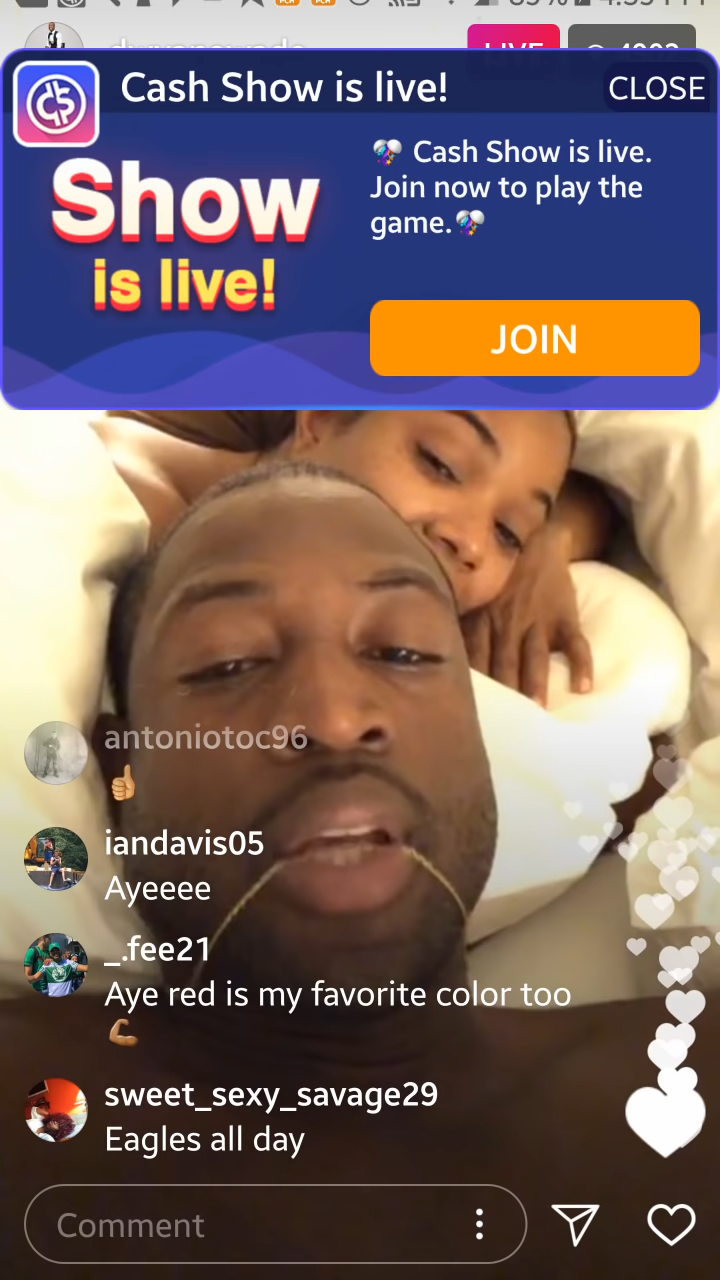 Cash Show is live!
CLOSE
Show
is live!
Cash Show is live.
Join now to play the
game.
JOIN
antoniotoc96
iandavis05
Ayeeee
_.fee21
Aye red is my favorite color too
sweet_sexy_savage29
Eagles all day
Comment